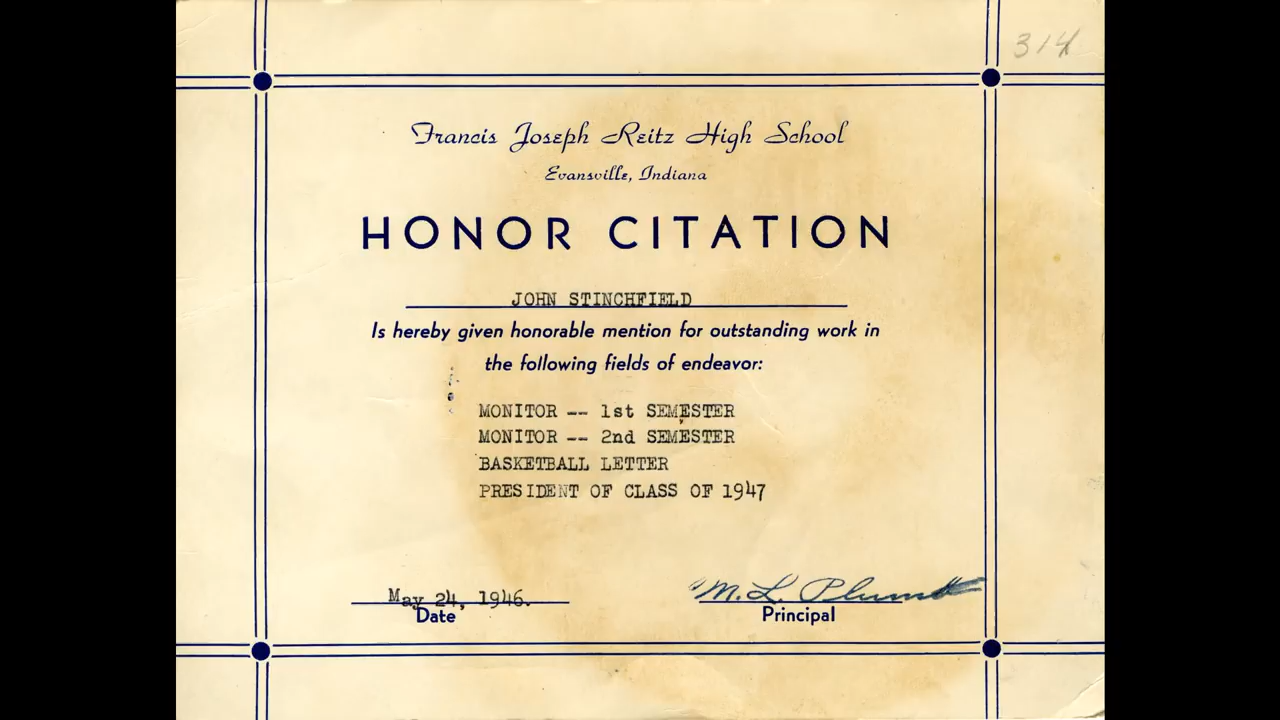 314
Francis Joseph Reitz High School
Evansville, Indiana
HONOR CITATION
JOHN STINCHFIELD
Is hereby given honorable mention for outstanding work in
the following fields of endeavor:
MONITOR -- 1st SEMESTER
MONITOR -- 2nd SEMESTER
BASKETBALL LETTER
PRESIDENT OF CLASS OF 1947
May 24, 1946. M. L.
Date Principal